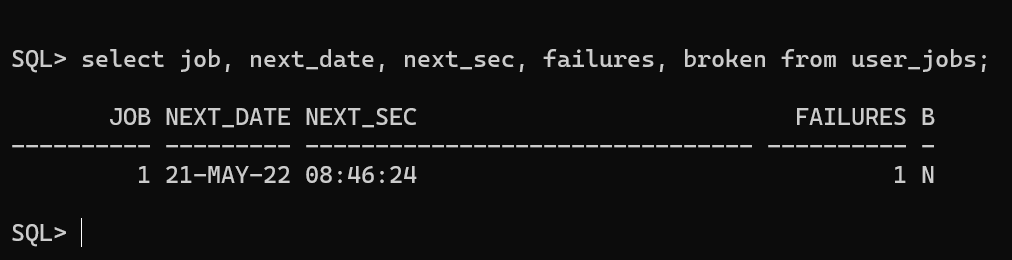 SQL> select job, next_date, next_sec, failures, broken from user_jobs;
       JOB NEXT_DATE NEXT_SEC                           FAILURES B
---------- --------- -------------------------------- ---------- -
         1 21-MAY-22 08:46:24                                  1 N
SQL>